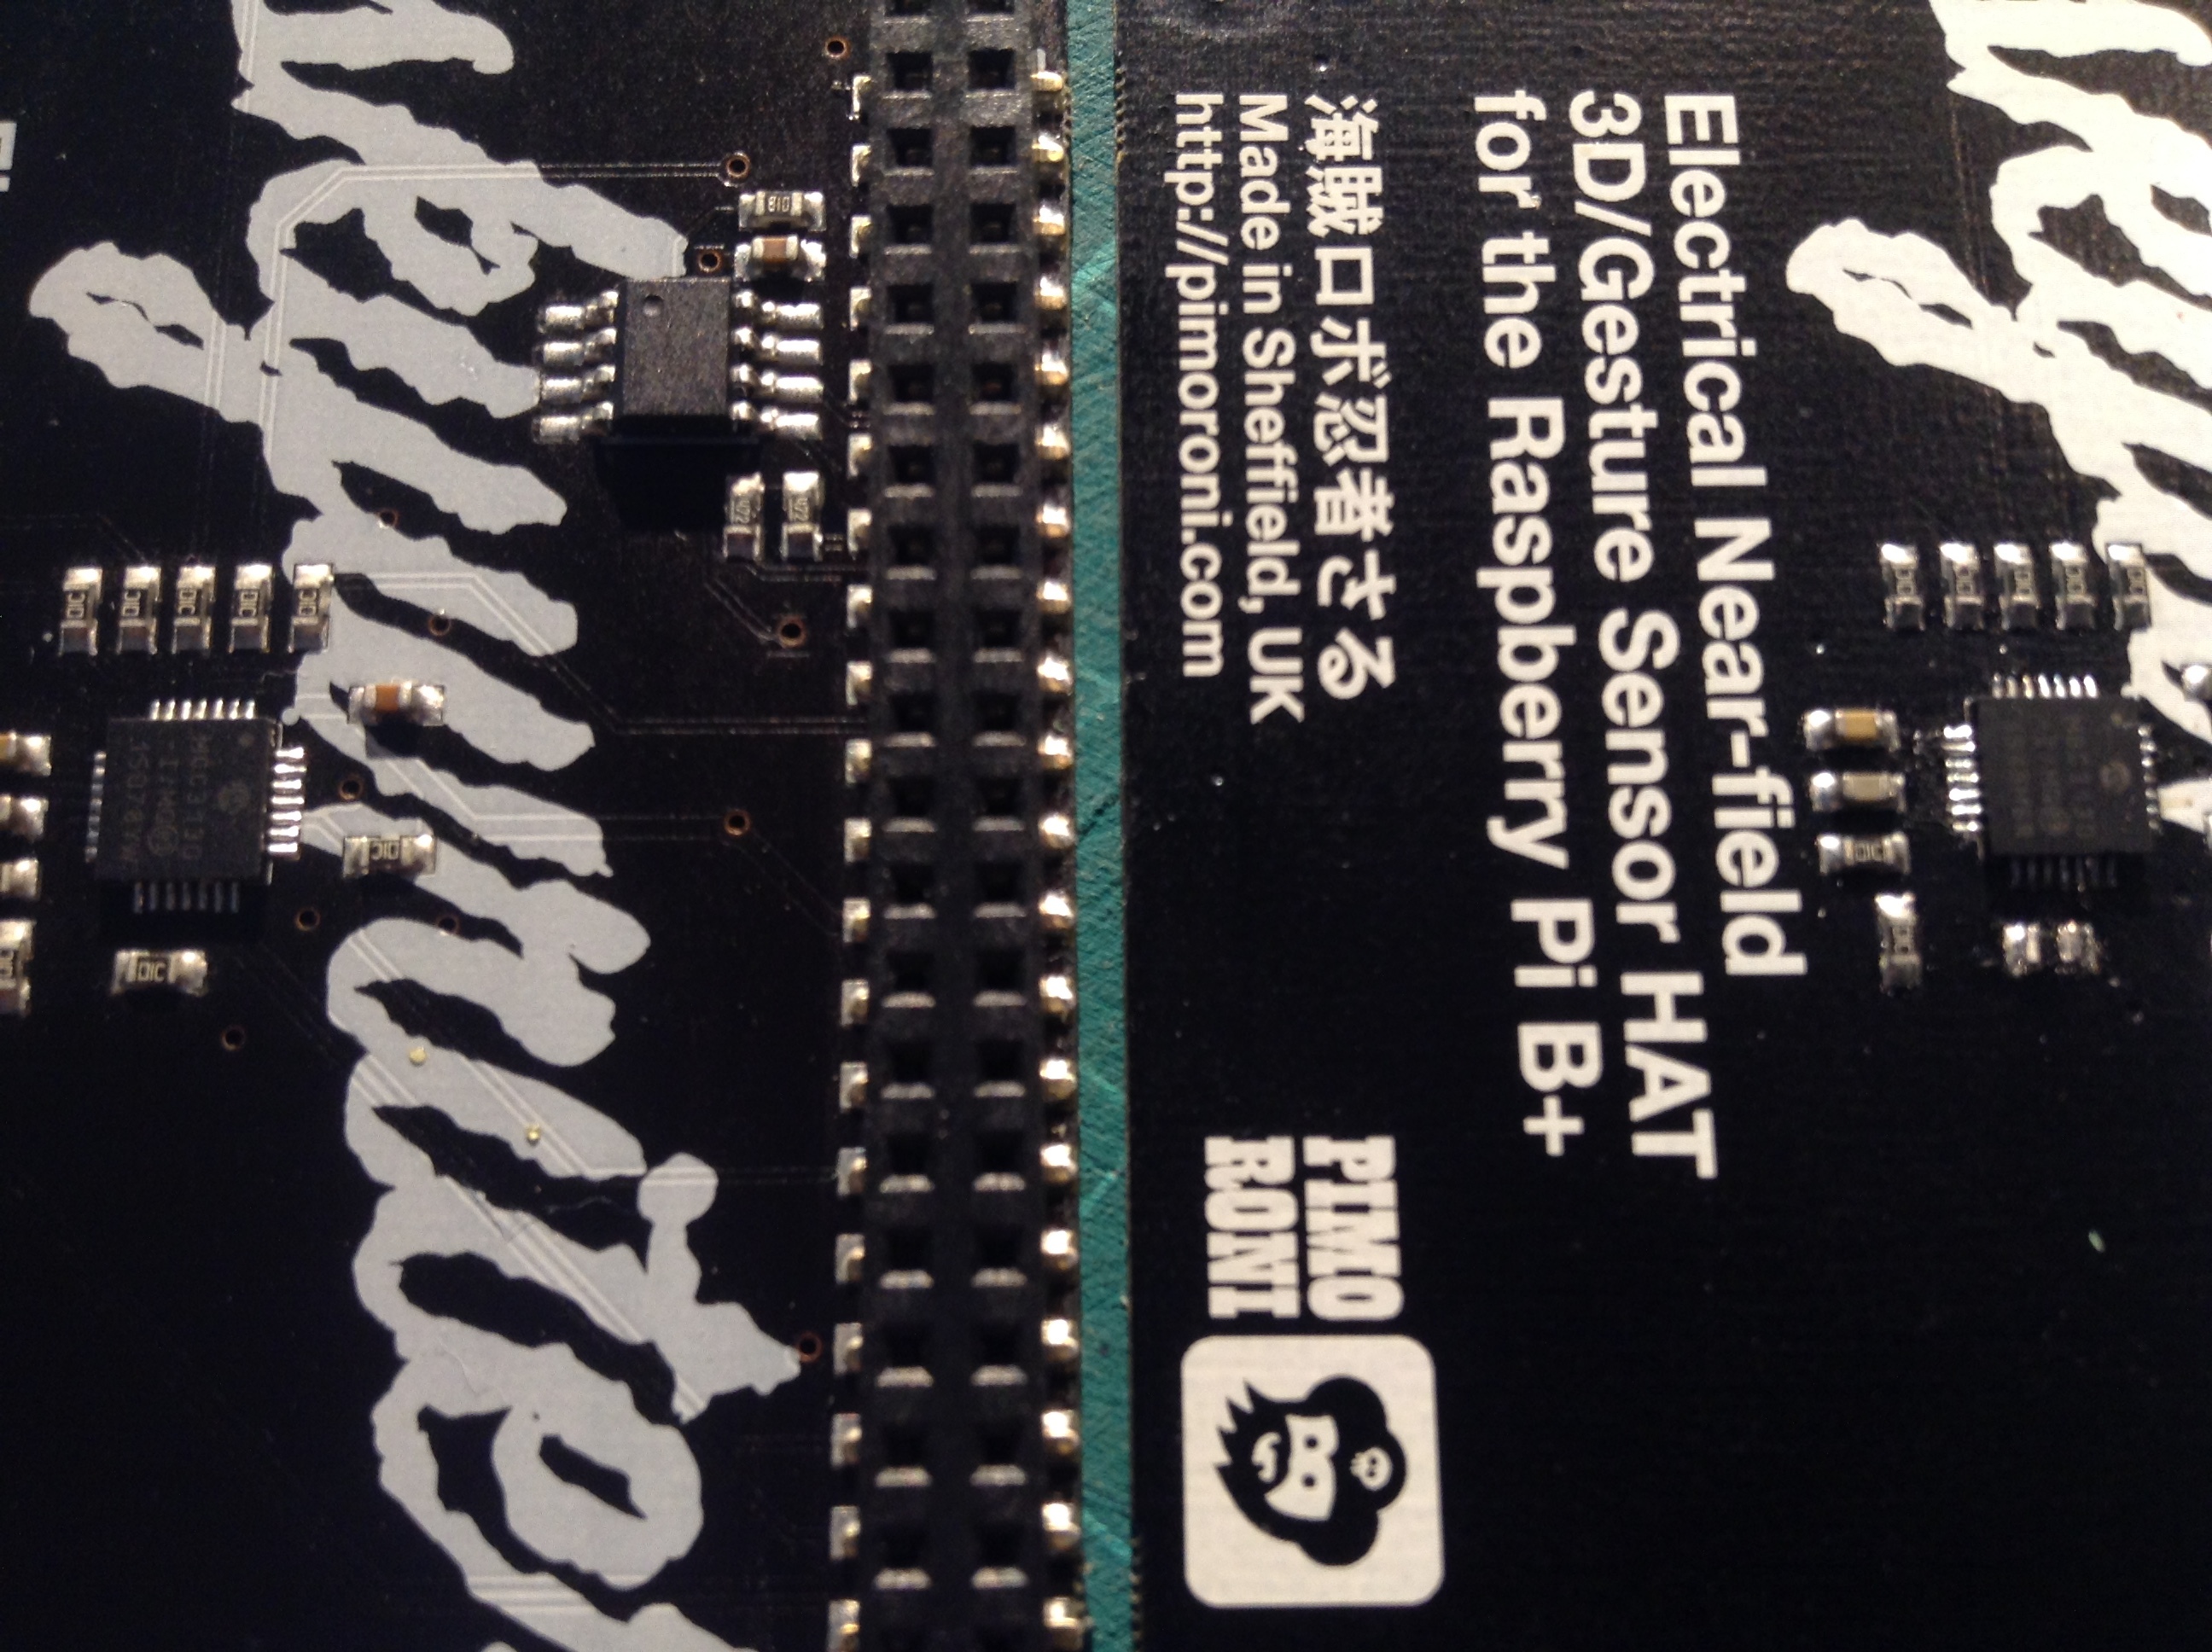 Electrical Near-field
3D/Gesture Sensor HAT
for the Raspberry Pi B+
海賊ロボ忍者さる
Made in Sheffield, UK
http://pimoroni.com
PIMO
RONI
MGC3130